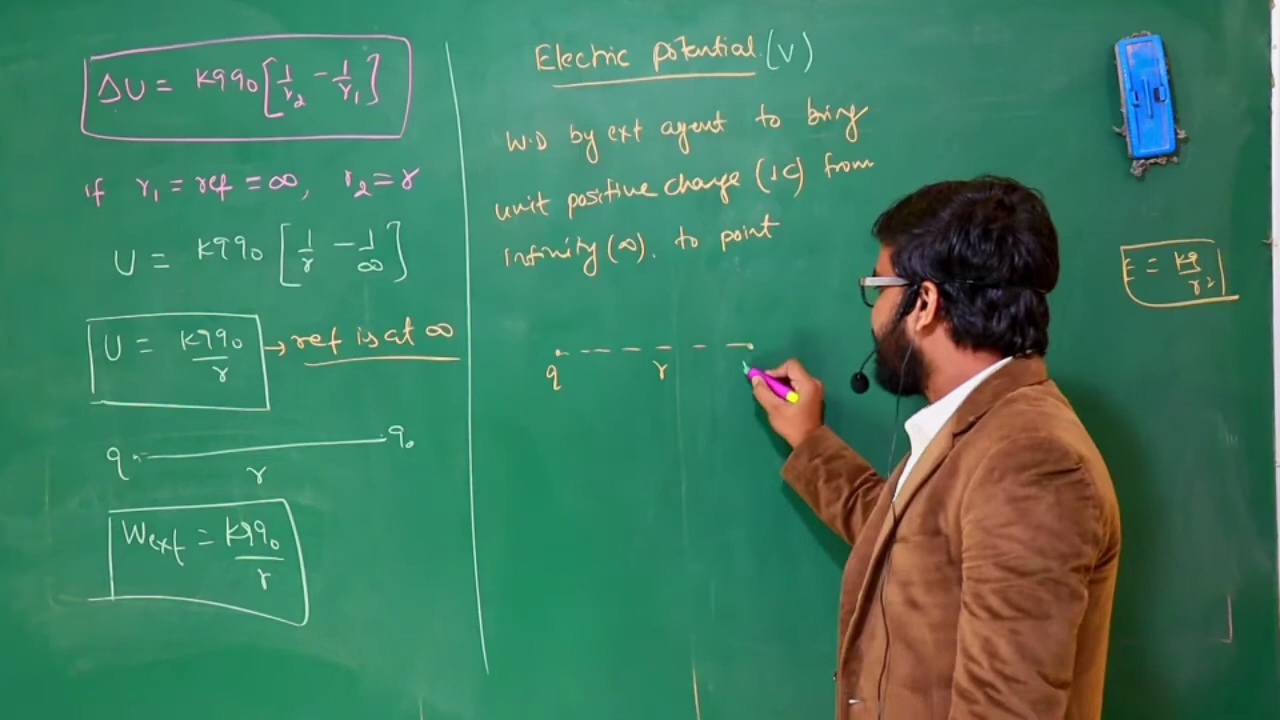 ΔU = Kqq₀[1/r₂ - 1/r₁]
if r₁ = ref = ∞, r₂ = r
U = Kqq₀ [1/r - 1/∞]
U = Kqq₀/r → ref is at ∞
q q₀
r
Wext = Kqq₀/r
Electric potential (V)
W.D by ext agent to bring
unit positive charge (1C) from
infinity (∞). to point
q r
E = Kq/r²